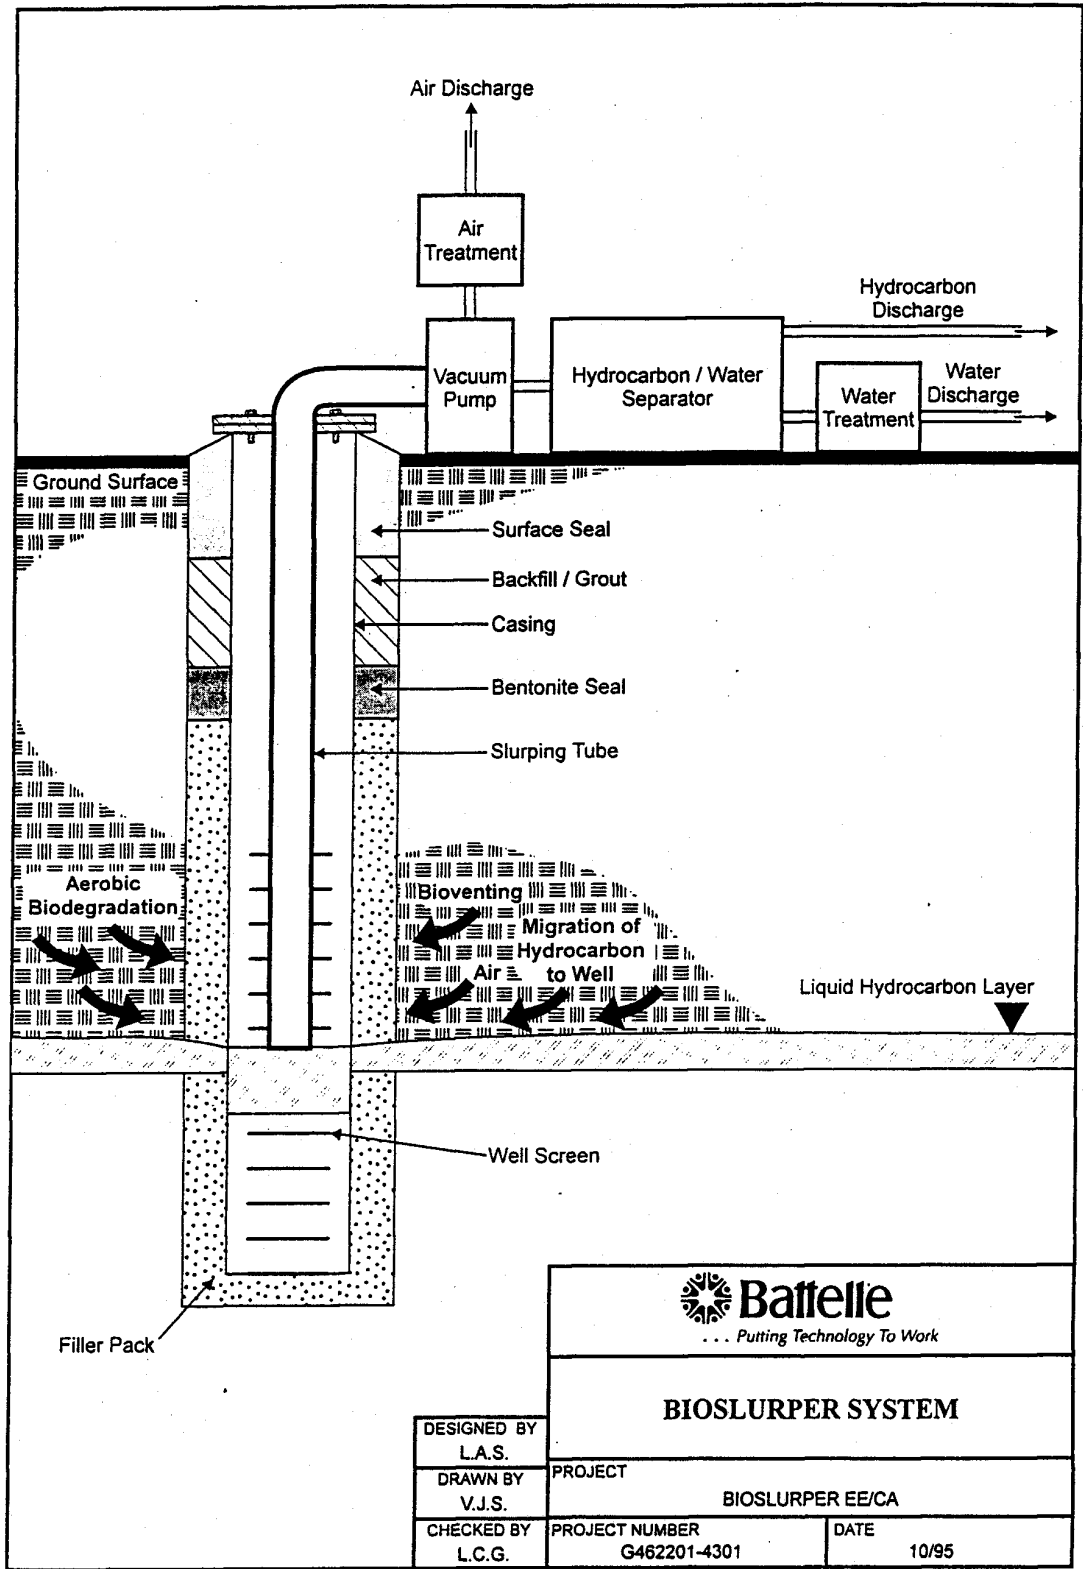 Air Discharge
Air
Treatment
Hydrocarbon
Discharge
Vacuum
Pump
Hydrocarbon / Water
Separator
Water
Treatment
Water
Discharge
Ground Surface
Surface Seal
Backfill / Grout
Casing
Bentonite Seal
Slurping Tube
Aerobic
Biodegradation
Bioventing
Migration of
Hydrocarbon
to Well
Air
Liquid Hydrocarbon Layer
Well Screen
Filler Pack
Battelle
. . . Putting Technology To Work
BIOSLURPER SYSTEM
DESIGNED BY
L.A.S.
DRAWN BY
V.J.S.
CHECKED BY
L.C.G.
PROJECT
BIOSLURPER EE/CA
PROJECT NUMBER
G462201-4301
DATE
10/95